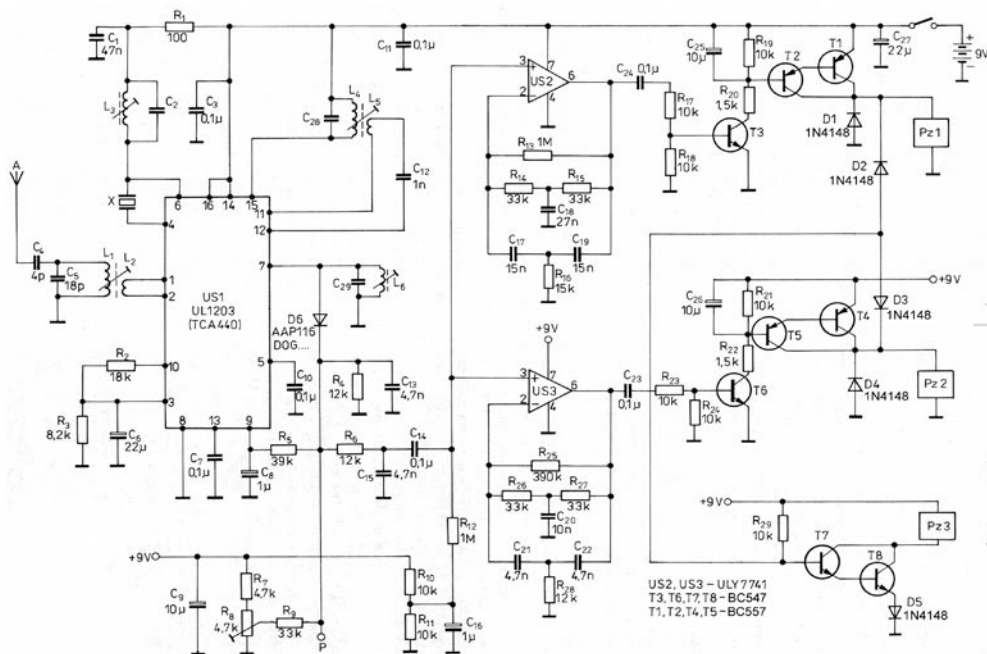 C1
47n
R1
100
C11
0,1µ
L3
C2
C3
0,1µ
C28
L4
L5
C12
1n
A
X
6
16
14
15
4
11
12
C4
4p
C5
18p
L1
L2
1
2
US1
UL1203
(TCA440)
7
C29
L6
D6
AAP116
DOG....
R2
18k
10
3
5
C10
0,1µ
R4
12k
C13
4,7n
R3
8,2k
C6
22µ
8
13
9
C7
0,1µ
C8
1µ
R5
39k
R6
12k
C15
4,7n
C14
0,1µ
R12
1M
+9V
C9
10µ
R7
4,7k
R8
4,7k
R9
33k
P
R10
10k
R11
10k
C16
1µ
3
+
2
-
7
US2
6
4
R13 1M
R14
33k
R15
33k
C18
27n
C17
15n
C19
15n
R16
15k
C24 0,1µ
R17
10k
R18
10k
C25
10µ
R19
10k
R20
1,5k
T3
T2
T1
C27
22µ
+
9V
-
D1
1N4148
Pz1
D2
1N4148
+9V
3
+
2
-
7
US3
6
4
R25
390k
R26
33k
R27
33k
C20
10n
C21
4,7n
C22
4,7n
R28
12k
C23
0,1µ
R23
10k
R24
10k
C26
10µ
R21
10k
R22
1,5k
T6
T5
T4
+9V
D3
1N4148
D4
1N4148
Pz2
+9V
R29
10k
T7
T8
Pz3
D5
1N4148
US2, US3 – ULY7741
T3,T6,T7,T8-BC547
T1,T2,T4,T5-BC557